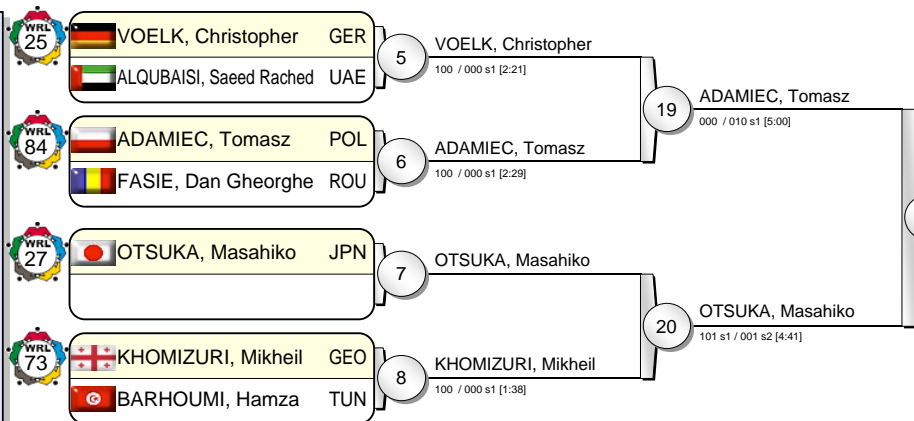 WRL
25
VOELK, Christopher GER
ALQUBAISI, Saeed Rached UAE
5
VOELK, Christopher
100 / 000 s1 [2:21]
19
ADAMIEC, Tomasz
000 / 010 s1 [5:00]
WRL
84
ADAMIEC, Tomasz POL
FASIE, Dan Gheorghe ROU
6
ADAMIEC, Tomasz
100 / 000 s1 [2:29]
WRL
27
OTSUKA, Masahiko JPN
7
OTSUKA, Masahiko
20
OTSUKA, Masahiko
101 s1 / 001 s2 [4:41]
WRL
73
KHOMIZURI, Mikheil GEO
BARHOUMI, Hamza TUN
8
KHOMIZURI, Mikheil
100 / 000 s1 [1:38]